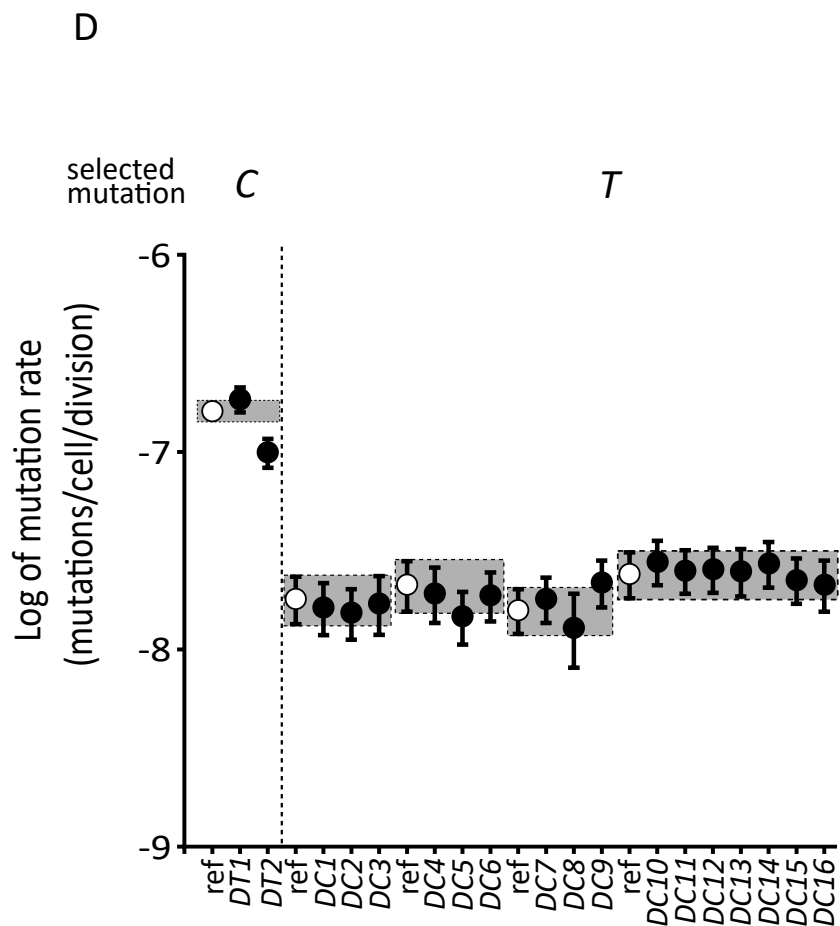 D
selected
mutation
C
T
Log of mutation rate
(mutations/cell/division)
-6
-7
-8
-9
ref
DT1
DT2
ref
DC1
DC2
DC3
ref
DC4
DC5
DC6
ref
DC7
DC8
DC9
ref
DC10
DC11
DC12
DC13
DC14
DC15
DC16